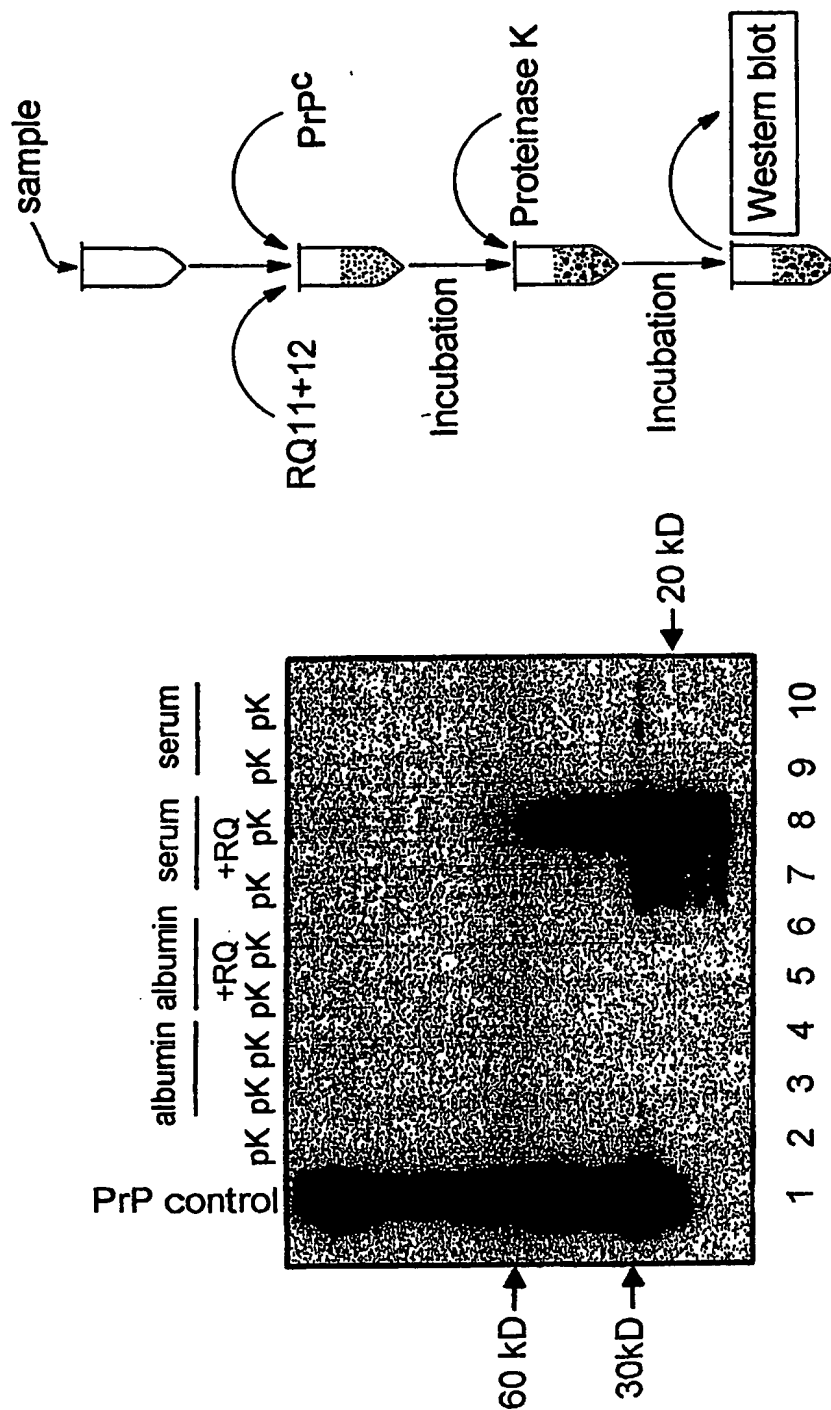 sample
RQ11+12
PrPc
Incubation
Proteinase K
Incubation
Western blot
albumin albumin serum serum
+RQ +RQ
PrP control
pK pK pK pK pK pK pK pK pK
60 kD
30kD
20 kD
1 2 3 4 5 6 7 8 9 10